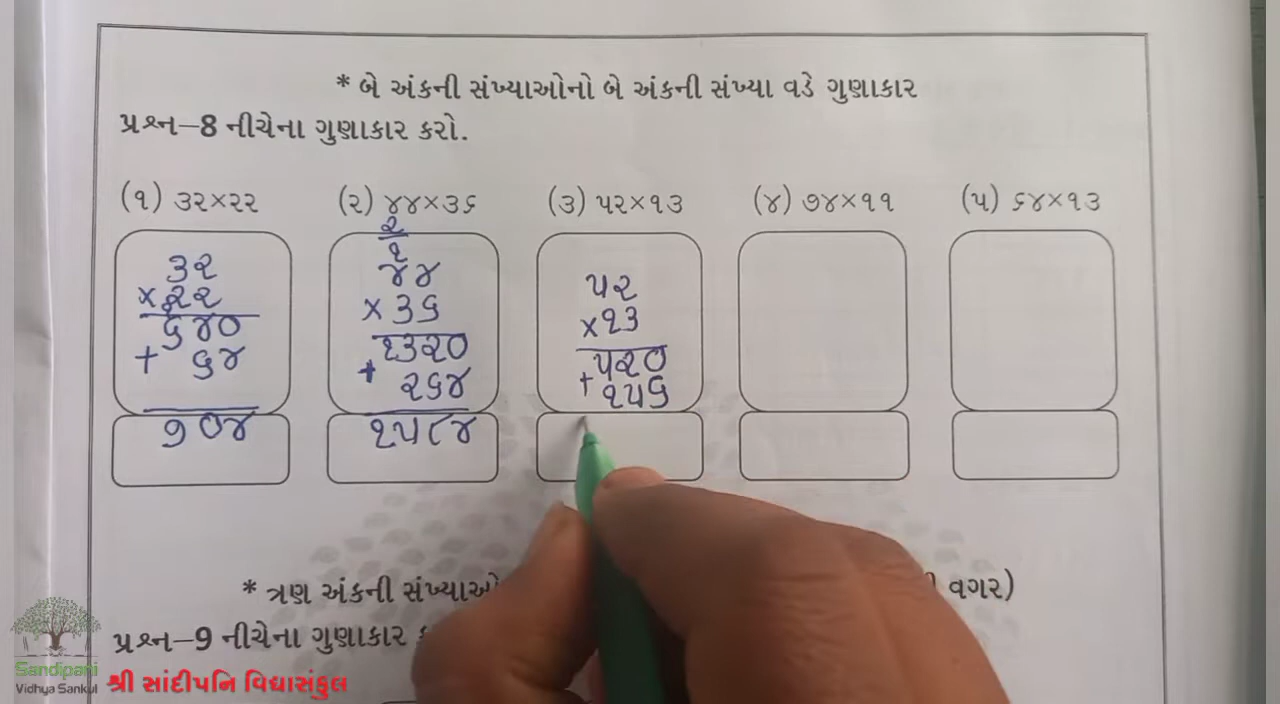 * બે અંકની સંખ્યાઓનો બે અંકની સંખ્યા વડે ગુણાકાર
પ્રશ્ન–8 નીચેના ગુણાકાર કરો.
(૧) ૩૨×૨૨ (૨) ૪૪×૩૬ (૩) ૫૨×૧૩ (૪) ૭૪×૧૧ (૫) ૬૪×૧૩
૩૨
×૨૨
૬૪૦
+ ૬૪
૭૦૪
૨
૧
૪૪
×૩૬
૧૩૨૦
+ ૨૬૪
૧૫૮૪
૫૨
×૧૩
૫૨૦
+૧૫૬
* ત્રણ અંકની સંખ્યાઓ વગર)
પ્રશ્ન–9 નીચેના ગુણાકાર
Sandipani
Vidhya Sankul
શ્રી સાંદીપનિ વિદ્યાસંકુલ